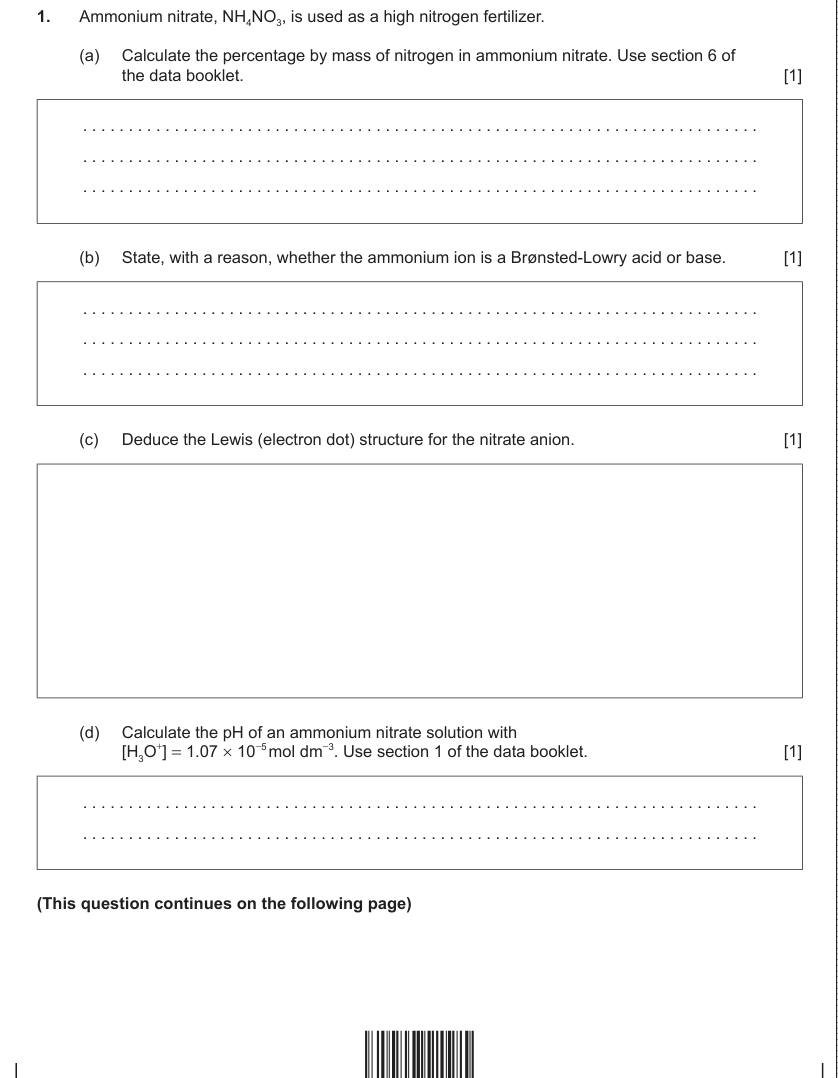 1. Ammonium nitrate, NH₄NO₃, is used as a high nitrogen fertilizer.
(a) Calculate the percentage by mass of nitrogen in ammonium nitrate. Use section 6 of
the data booklet. [1]
(b) State, with a reason, whether the ammonium ion is a Brønsted-Lowry acid or base. [1]
(c) Deduce the Lewis (electron dot) structure for the nitrate anion. [1]
(d) Calculate the pH of an ammonium nitrate solution with
[H₃O⁺] = 1.07 × 10⁻⁵ mol dm⁻³. Use section 1 of the data booklet. [1]
(This question continues on the following page)